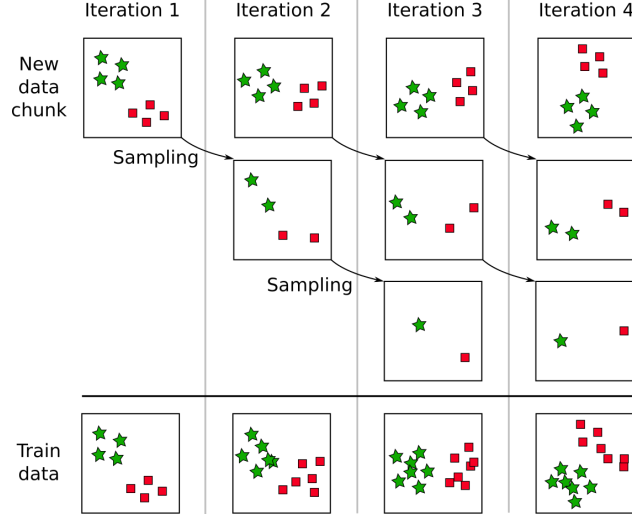 Iteration 1
Iteration 2
Iteration 3
Iteration 4
New
data
chunk
Sampling
Sampling
Train
data